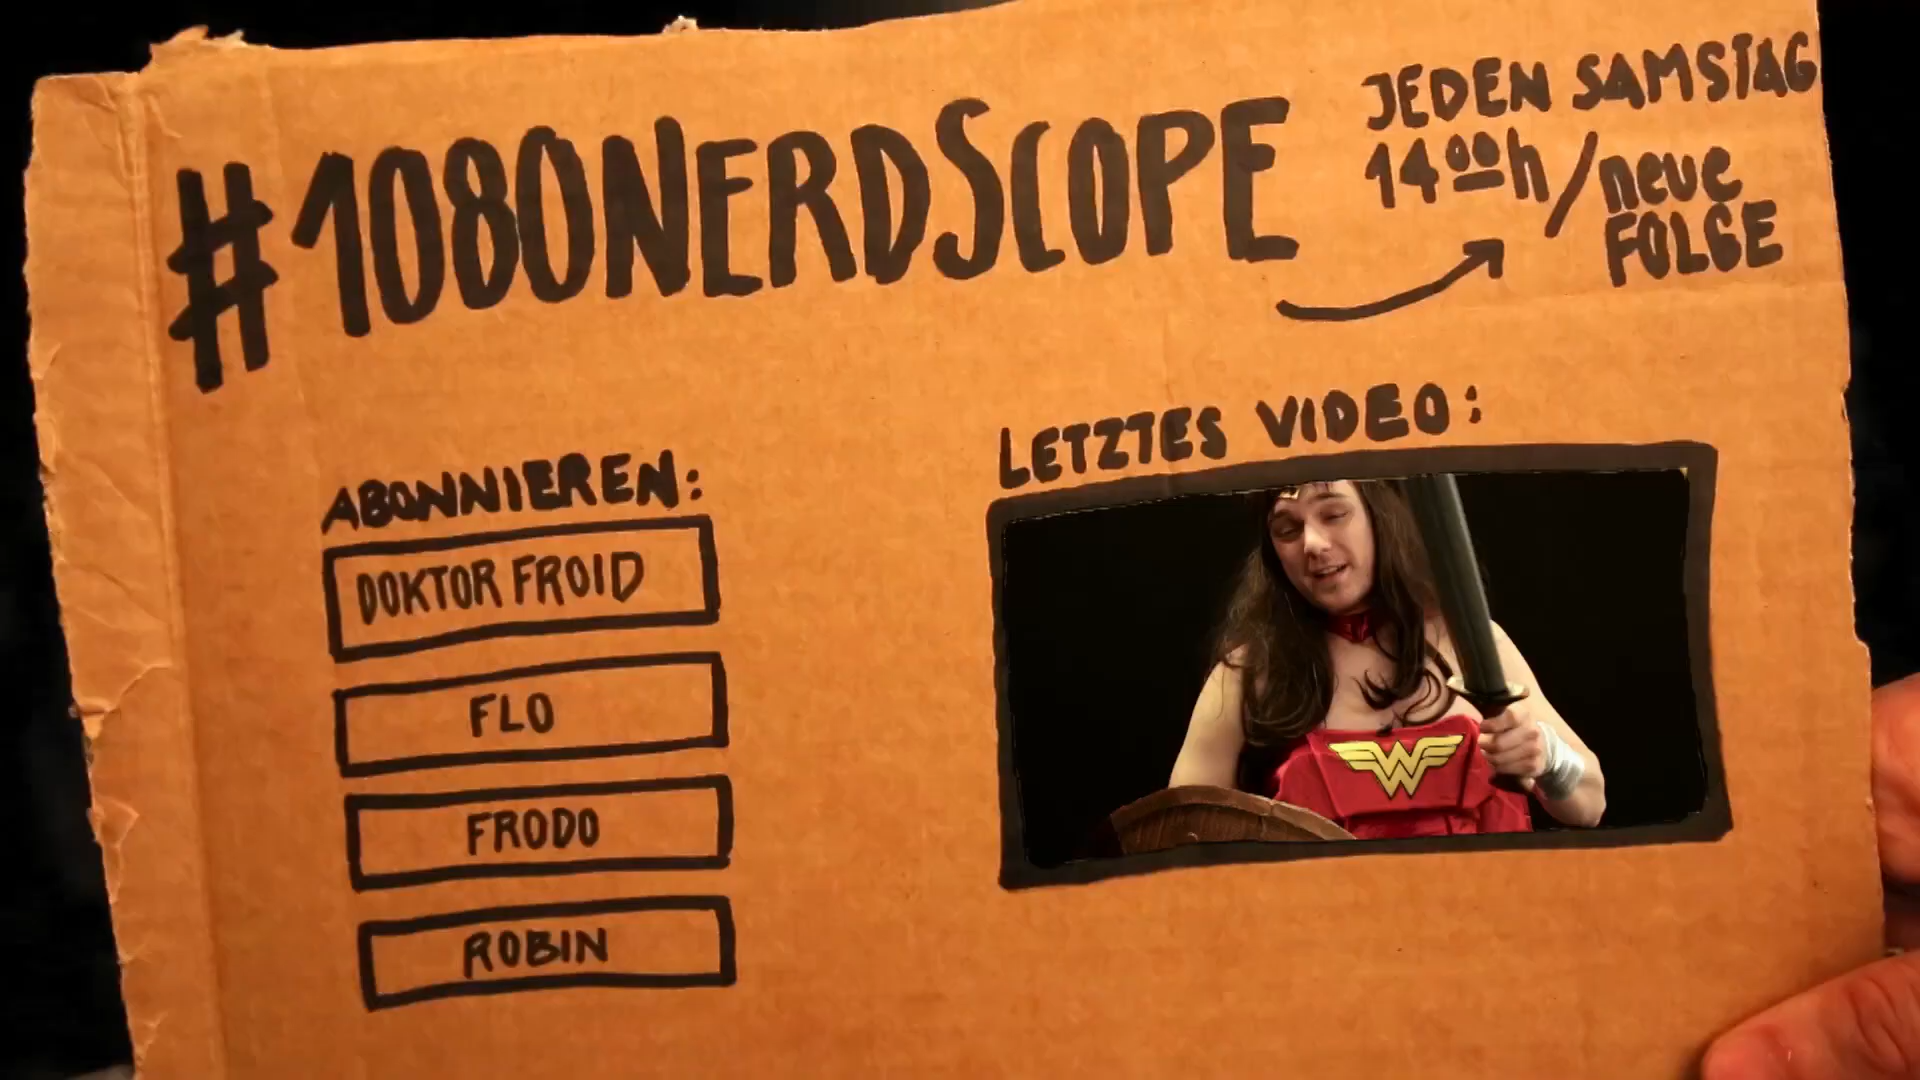 #1080NERDSCOPE
JEDEN SAMSTAG
14⁰⁰h/neue
FOLGE
ABONNIEREN:
DOKTOR FROID
FLO
FRODO
ROBIN
LETZTES VIDEO:
W